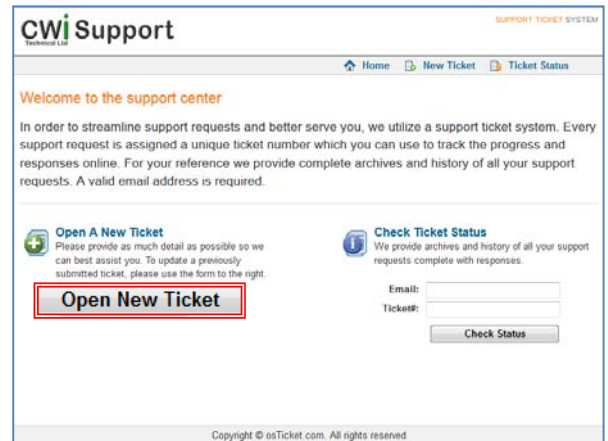 CWi Support
Technical Ltd
SUPPORT TICKET SYSTEM
Home New Ticket Ticket Status
Welcome to the support center
In order to streamline support requests and better serve you, we utilize a support ticket system. Every
support request is assigned a unique ticket number which you can use to track the progress and
responses online. For your reference we provide complete archives and history of all your support
requests. A valid email address is required.
Open A New Ticket
Please provide as much detail as possible so we
can best assist you. To update a previously
submitted ticket, please use the form to the right.
Open New Ticket
Check Ticket Status
We provide archives and history of all your support
requests complete with responses.
Email:
Ticket#:
Check Status
Copyright © osTicket.com. All rights reserved